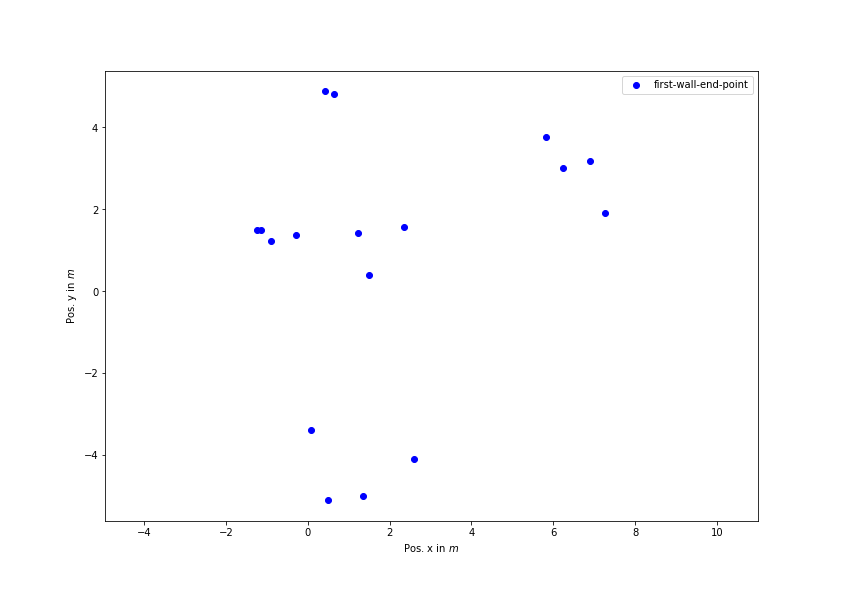 first-wall-end-point
4
2
0
−2
−4
Pos. y in m
−4 −2 0 2 4 6 8 10
Pos. x in m